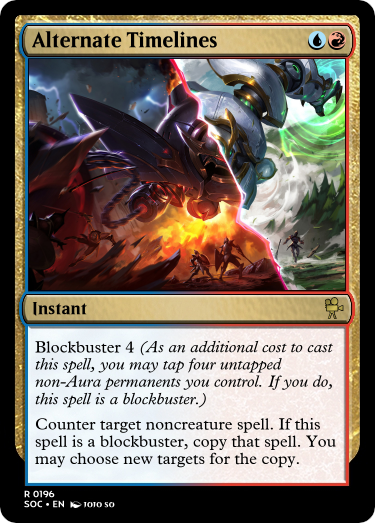 Alternate Timelines
Instant
Blockbuster 4 (As an additional cost to cast
this spell, you may tap four untapped
non-Aura permanents you control. If you do,
this spell is a blockbuster.)
Counter target noncreature spell. If this
spell is a blockbuster, copy that spell. You
may choose new targets for the copy.
R 0196
SOC • EN JOJO SO